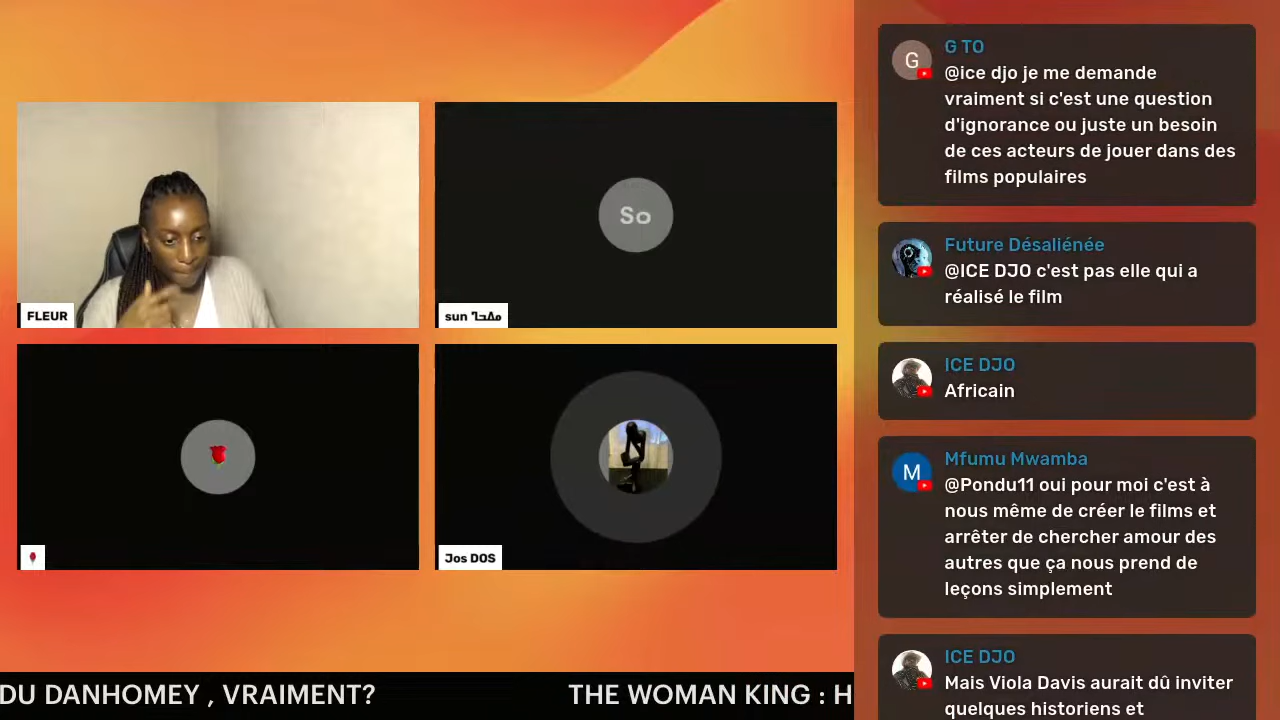 FLEUR
So
Jos DOS
DU DANHOMEY , VRAIMENT?
THE WOMAN KING : H
G
G TO
@ice djo je me demande
vraiment si c'est une question
d'ignorance ou juste un besoin
de ces acteurs de jouer dans des
films populaires
Future Désaliénée
@ICE DJO c'est pas elle qui a
réalisé le film
ICE DJO
Africain
M
Mfumu Mwamba
@Pondu11 oui pour moi c'est à
nous même de créer le films et
arrêter de chercher amour des
autres que ça nous prend de
leçons simplement
ICE DJO
Mais Viola Davis aurait dû inviter
quelques historiens et